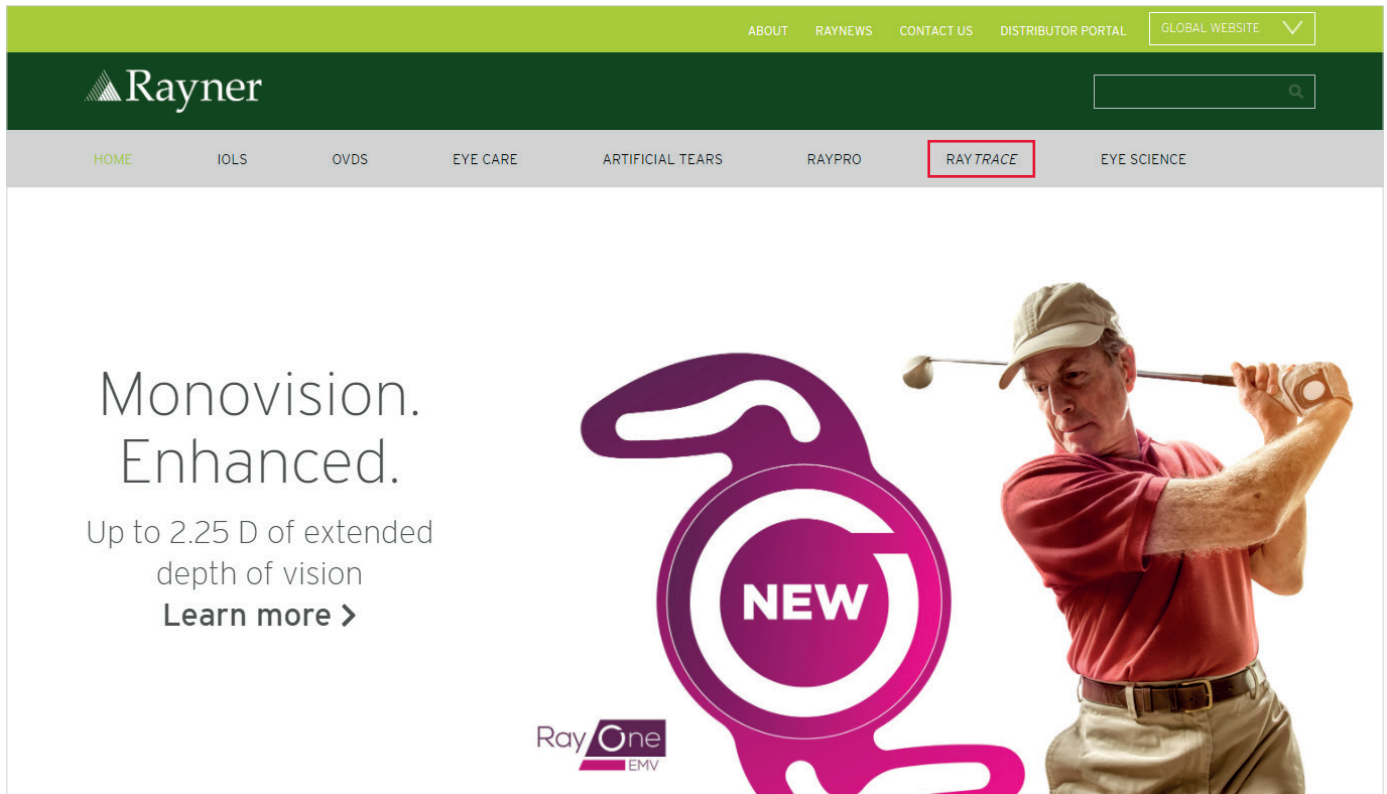 ABOUT RAYNEWS CONTACT US DISTRIBUTOR PORTAL GLOBAL WEBSITE
Rayner
HOME IOLS OVDS EYE CARE ARTIFICIAL TEARS RAYPRO RAYTRACE EYE SCIENCE
Monovision.
Enhanced.
Up to 2.25 D of extended
depth of vision
Learn more >
NEW
RayOne
EMV